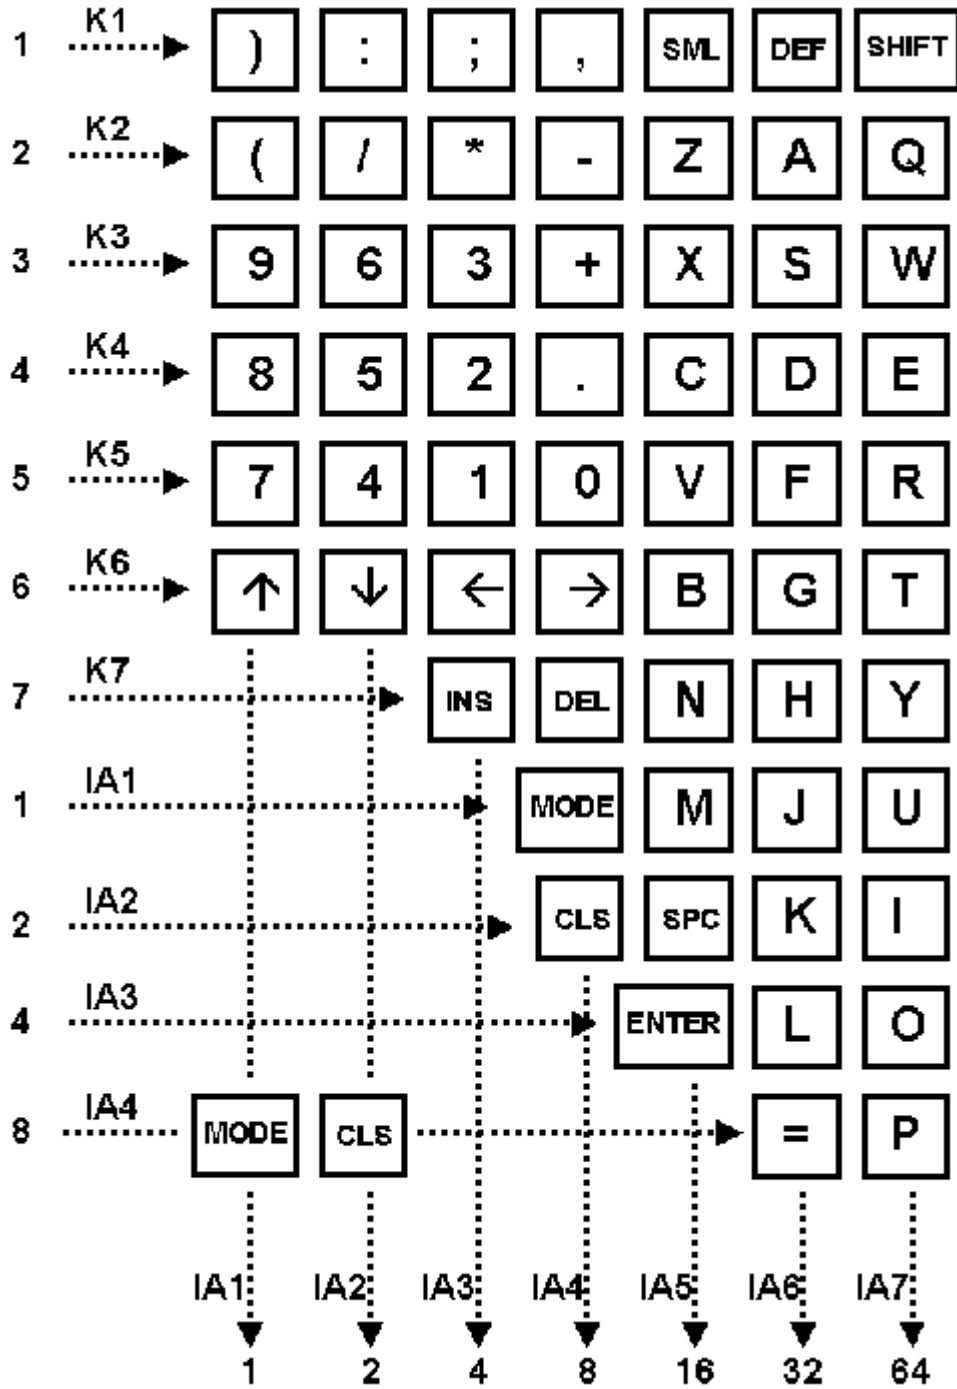 K1
1 ) : ; , SML DEF SHIFT
K2
2 ( / * - Z A Q
K3
3 9 6 3 + X S W
K4
4 8 5 2 . C D E
K5
5 7 4 1 0 V F R
K6
6 ↑ ↓ ← → B G T
K7
7 INS DEL N H Y
IA1
1 MODE M J U
IA2
2 CLS SPC K I
IA3
4 ENTER L O
IA4
8 MODE CLS = P
IA1 IA2 IA3 IA4 IA5 IA6 IA7
1 2 4 8 16 32 64